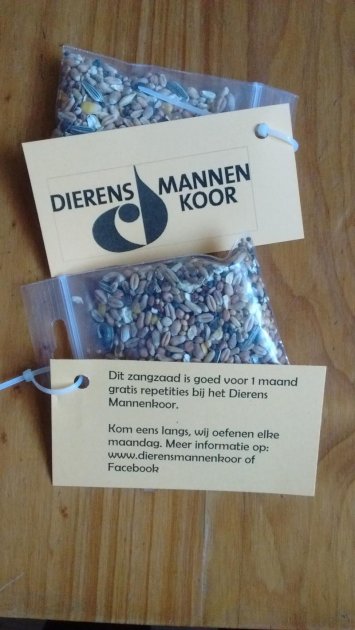 DIERENS MANNEN
KOOR
Dit zangzaad is goed voor 1 maand
gratis repetities bij het Dierens
Mannenkoor.
Kom eens langs, wij oefenen elke
maandag. Meer informatie op:
www.dierensmannenkoor of
Facebook